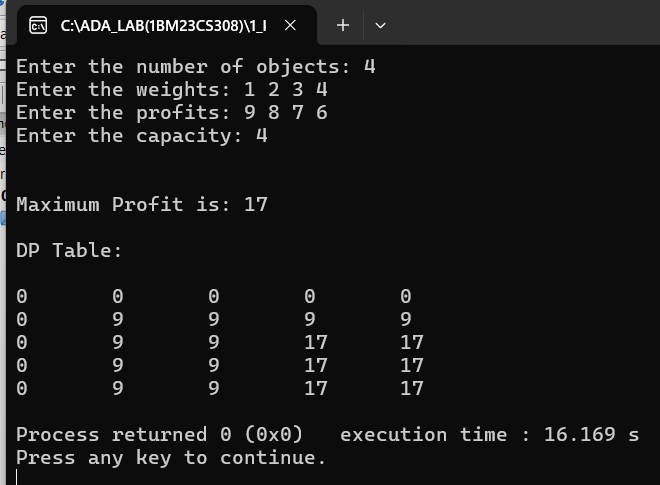 C:\ADA_LAB(1BM23CS308)\1_I
Enter the number of objects: 4
Enter the weights: 1 2 3 4
Enter the profits: 9 8 7 6
Enter the capacity: 4
Maximum Profit is: 17
DP Table:
0 0 0 0 0
0 9 9 9 9
0 9 9 17 17
0 9 9 17 17
0 9 9 17 17
Process returned 0 (0x0) execution time : 16.169 s
Press any key to continue.